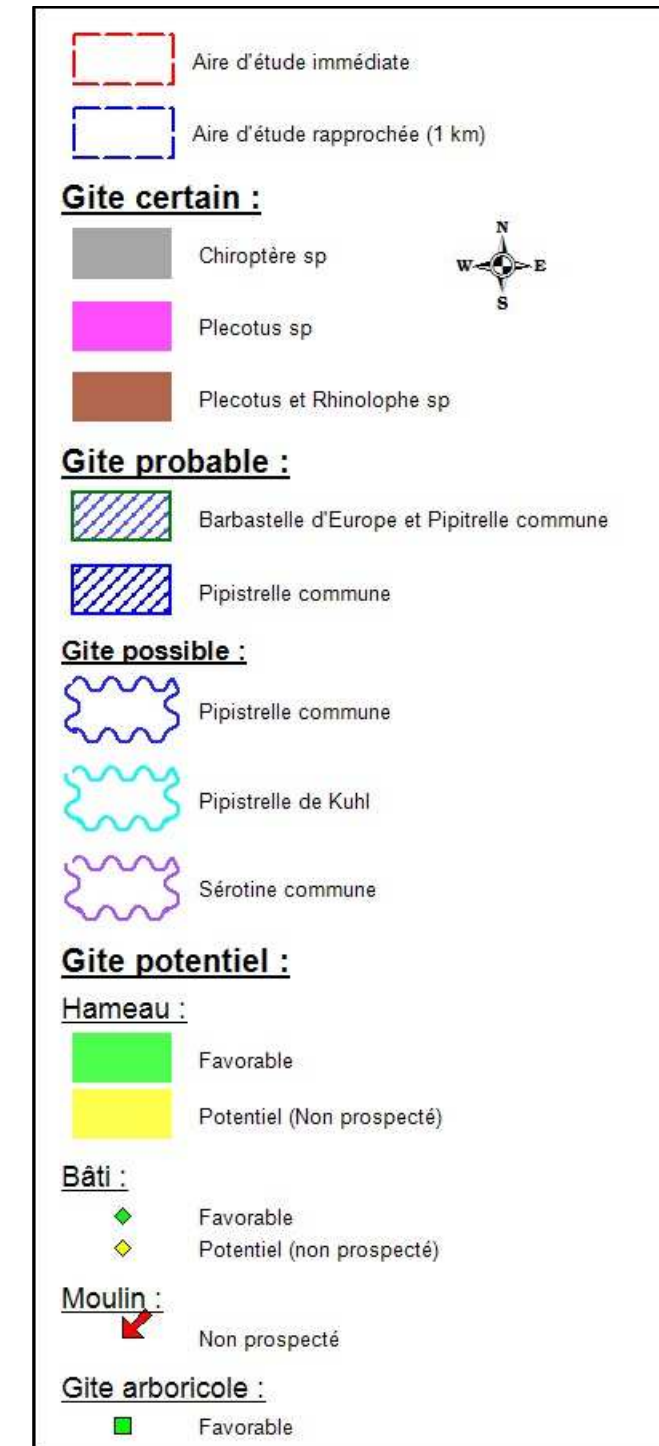 Aire d'étude immédiate
Aire d'étude rapprochée (1 km)
Gite certain :
Chiroptère sp
N
W E
S
Plecotus sp
Plecotus et Rhinolophe sp
Gite probable :
Barbastelle d'Europe et Pipitrelle commune
Pipistrelle commune
Gite possible :
Pipistrelle commune
Pipistrelle de Kuhl
Sérotine commune
Gite potentiel :
Hameau :
Favorable
Potentiel (Non prospecté)
Bâti :
Favorable
Potentiel (non prospecté)
Moulin :
Non prospecté
Gite arboricole :
Favorable